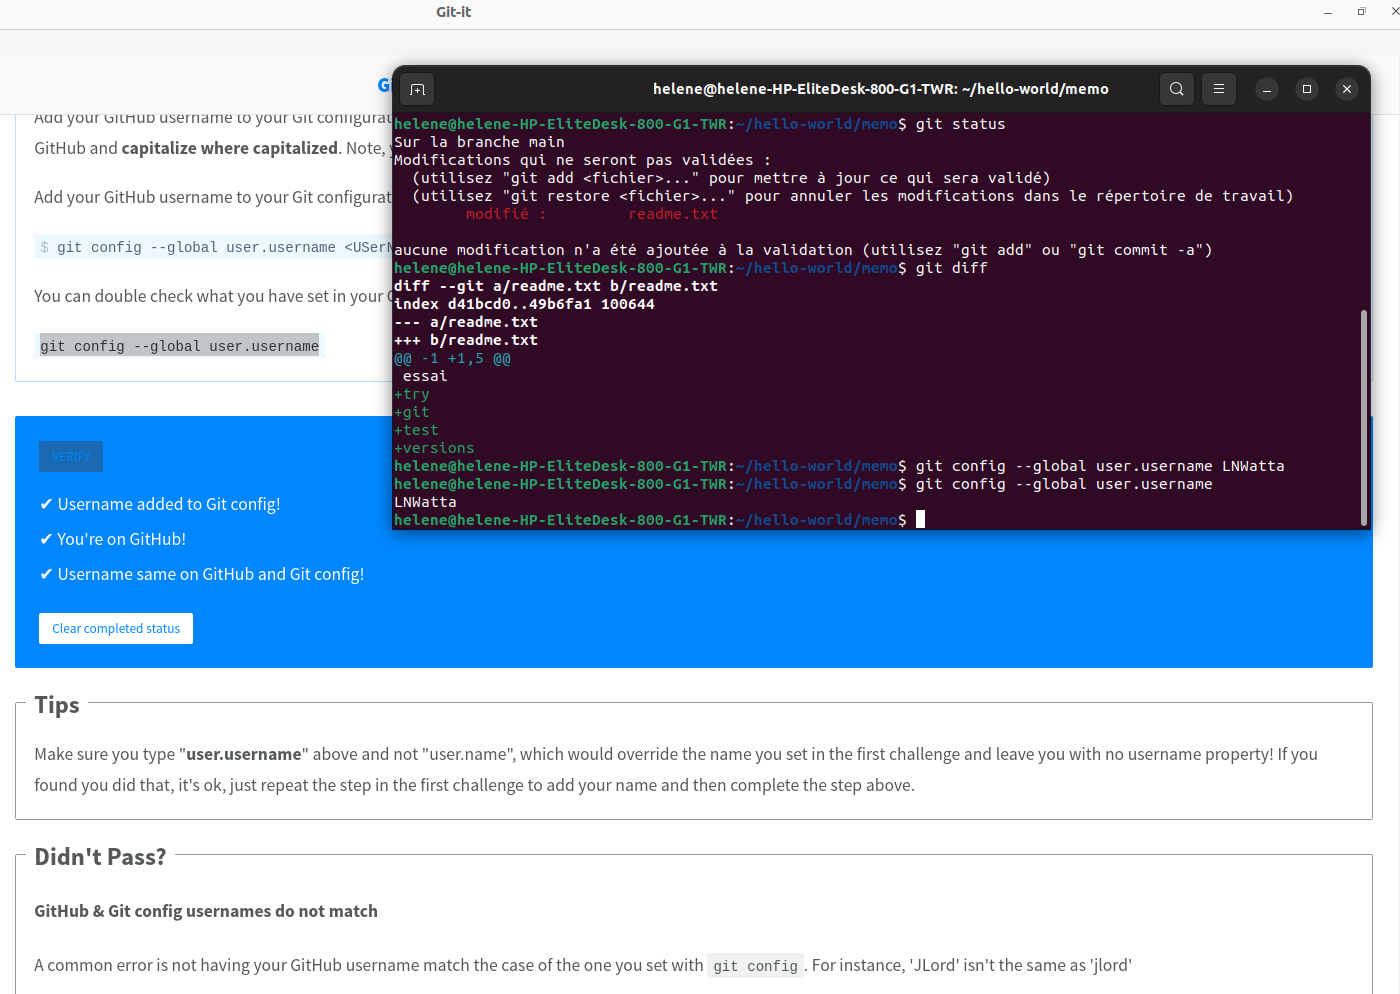 Git-it
Gi
Add your GitHub username to your Git configurat
GitHub and capitalize where capitalized. Note, y
Add your GitHub username to your Git configurat
$ git config --global user.username <USerN
You can double check what you have set in your G
git config --global user.username
helene@helene-HP-EliteDesk-800-G1-TWR: ~/hello-world/memo
helene@helene-HP-EliteDesk-800-G1-TWR:~/hello-world/memo$ git status
Sur la branche main
Modifications qui ne seront pas validées :
(utilisez "git add <fichier>..." pour mettre à jour ce qui sera validé)
(utilisez "git restore <fichier>..." pour annuler les modifications dans le répertoire de travail)
modifié : readme.txt
aucune modification n'a été ajoutée à la validation (utilisez "git add" ou "git commit -a")
helene@helene-HP-EliteDesk-800-G1-TWR:~/hello-world/memo$ git diff
diff --git a/readme.txt b/readme.txt
index d41bcd0..49b6fa1 100644
--- a/readme.txt
+++ b/readme.txt
@@ -1 +1,5 @@
essai
+try
+git
+test
+versions
helene@helene-HP-EliteDesk-800-G1-TWR:~/hello-world/memo$ git config --global user.username LNWatta
helene@helene-HP-EliteDesk-800-G1-TWR:~/hello-world/memo$ git config --global user.username
LNWatta
helene@helene-HP-EliteDesk-800-G1-TWR:~/hello-world/memo$
VERIFY
✔ Username added to Git config!
✔ You're on GitHub!
✔ Username same on GitHub and Git config!
Clear completed status
Tips
Make sure you type "user.username" above and not "user.name", which would override the name you set in the first challenge and leave you with no username property! If you
found you did that, it's ok, just repeat the step in the first challenge to add your name and then complete the step above.
Didn't Pass?
GitHub & Git config usernames do not match
A common error is not having your GitHub username match the case of the one you set with git config. For instance, 'JLord' isn't the same as 'jlord'